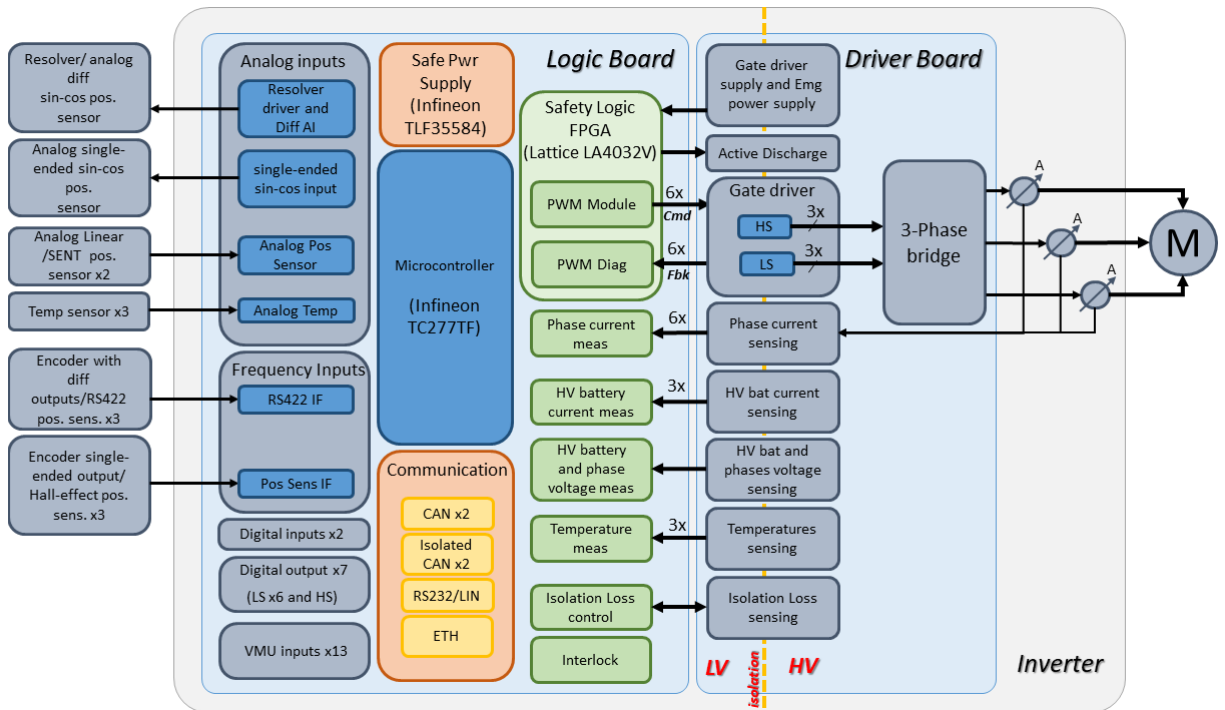 Resolver/ analog
diff
sin-cos pos.
sensor
Analog single-
ended sin-cos
pos.
sensor
Analog Linear
/SENT pos.
sensor x2
Temp sensor x3
Encoder with
diff
outputs/RS422
pos. sens. x3
Encoder single-
ended output/
Hall-effect pos.
sens. x3
Analog inputs
Resolver
driver and
Diff AI
single-ended
sin-cos input
Analog Pos
Sensor
Analog Temp
Frequency Inputs
RS422 IF
Pos Sens IF
Digital inputs x2
Digital output x7
(LS x6 and HS)
VMU inputs x13
Safe Pwr
Supply
(Infineon
TLF35584)
Microcontroller
(Infineon
TC277TF)
Communication
CAN x2
Isolated
CAN x2
RS232/LIN
ETH
Logic Board
Safety Logic
FPGA
(Lattice LA4032V)
PWM Module
PWM Diag
Phase current
meas
HV battery
current meas
HV battery
and phase
voltage meas
Temperature
meas
Isolation Loss
control
Interlock
6x
Cmd
6x
Fbk
6x
3x
3x
Driver Board
Gate driver
supply and Emg
power supply
Active Discharge
Gate driver
HS
LS
3x
3x
Phase current
sensing
HV bat current
sensing
HV bat and
phases voltage
sensing
Temperatures
sensing
Isolation Loss
sensing
LV
isolation
HV
3-Phase
bridge
A
A
A
M
Inverter